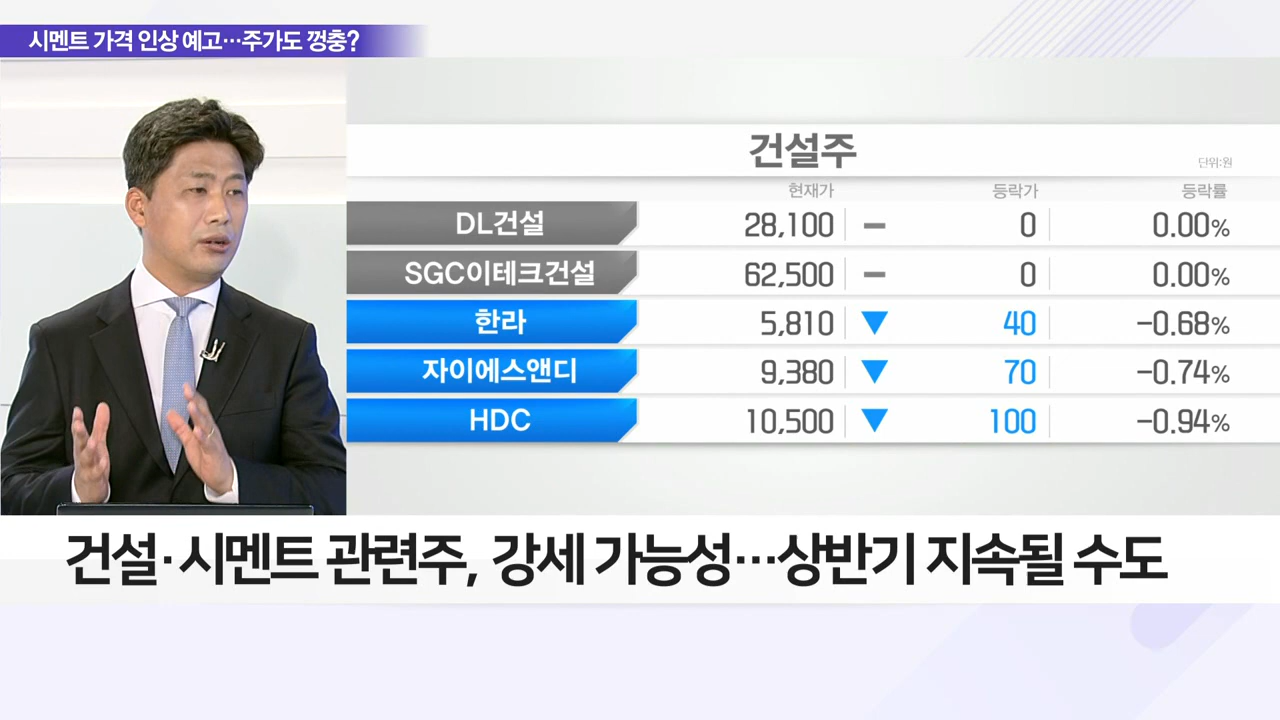 시멘트 가격 인상 예고…주가도 껑충?
건설주
단위:원
현재가 등락가 등락률
DL건설 28,100 － 0 0.00%
SGC이테크건설 62,500 － 0 0.00%
한라 5,810 ▼ 40 -0.68%
자이에스앤디 9,380 ▼ 70 -0.74%
HDC 10,500 ▼ 100 -0.94%
건설·시멘트 관련주, 강세 가능성…상반기 지속될 수도